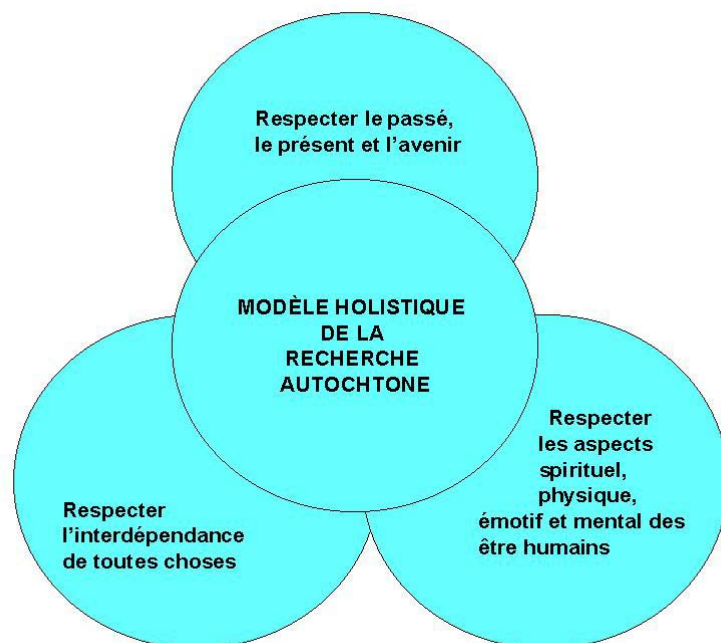 Respecter le passé,
le présent et l'avenir
MODÈLE HOLISTIQUE
DE LA
RECHERCHE
AUTOCHTONE
Respecter
l'interdépendance
de toutes choses
Respecter
les aspects
spirituel,
physique,
émotif et mental des
être humains